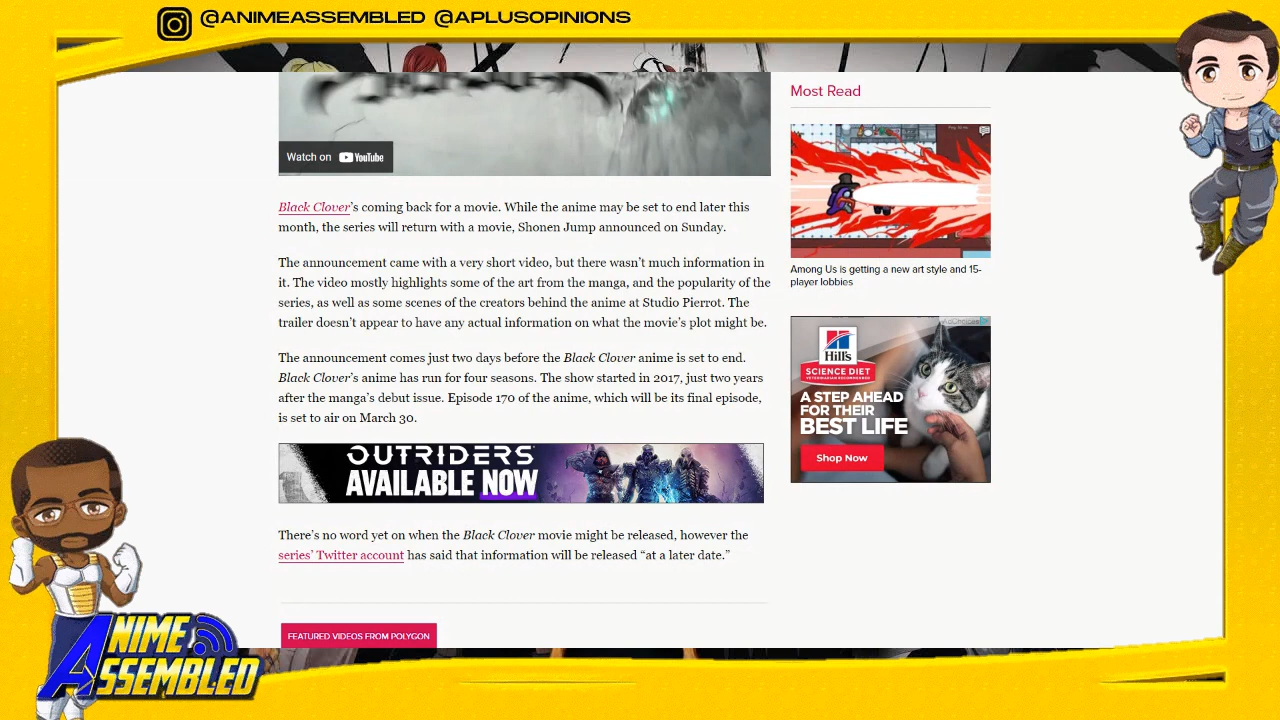 @ANIMEASSEMBLED @APLUSOPINIONS
Watch on YouTube
Black Clover's coming back for a movie. While the anime may be set to end later this
month, the series will return with a movie, Shonen Jump announced on Sunday.
The announcement came with a very short video, but there wasn't much information in
it. The video mostly highlights some of the art from the manga, and the popularity of the
series, as well as some scenes of the creators behind the anime at Studio Pierrot. The
trailer doesn't appear to have any actual information on what the movie's plot might be.
The announcement comes just two days before the Black Clover anime is set to end.
Black Clover's anime has run for four seasons. The show started in 2017, just two years
after the manga's debut issue. Episode 170 of the anime, which will be its final episode,
is set to air on March 30.
OUTRIDERS
AVAILABLE NOW
There's no word yet on when the Black Clover movie might be released, however the
series' Twitter account has said that information will be released “at a later date.”
FEATURED VIDEOS FROM POLYGON
Most Read
Among Us is getting a new art style and 15-
player lobbies
Hill's
SCIENCE DIET
VETERINARIAN RECOMMENDED
A STEP AHEAD
FOR THEIR
BEST LIFE
Shop Now
ANIME
ASSEMBLED